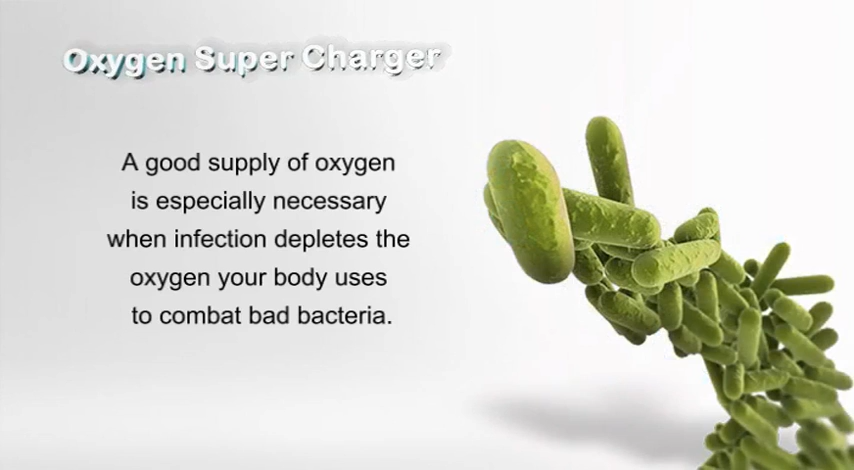 Oxygen Super Charger
A good supply of oxygen
is especially necessary
when infection depletes the
oxygen your body uses
to combat bad bacteria.